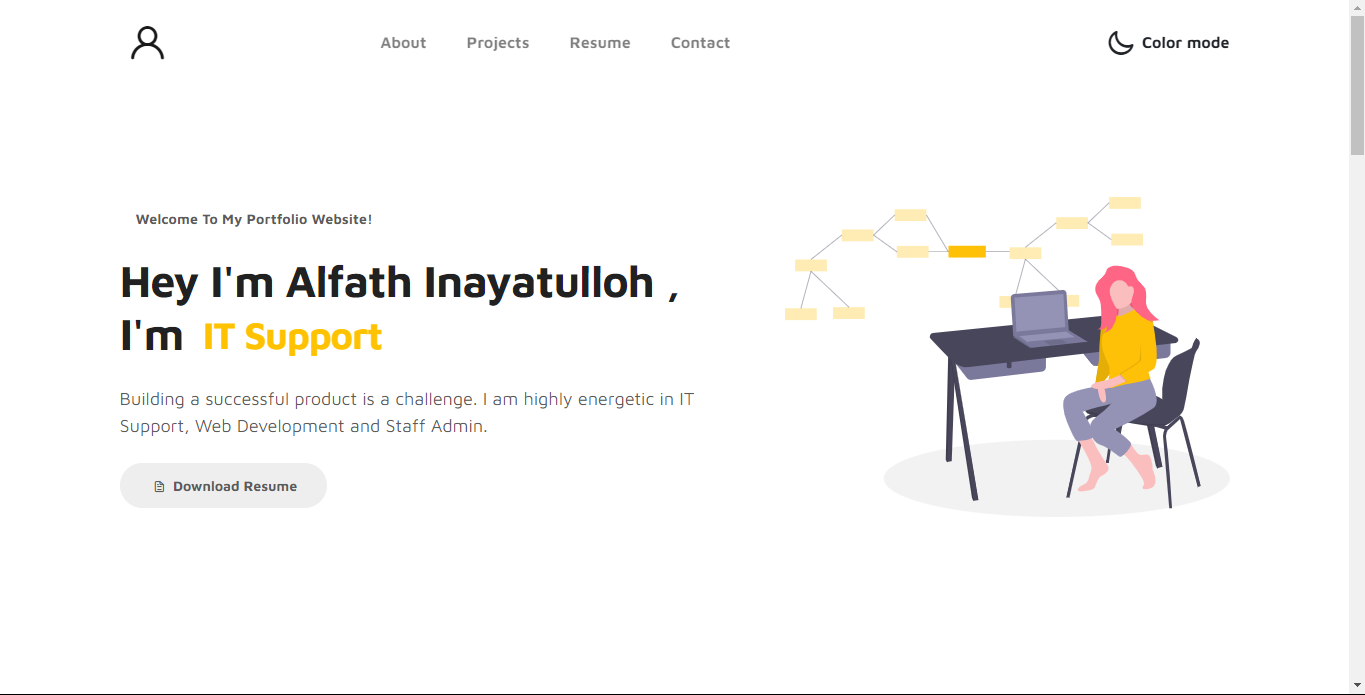 About Projects Resume Contact Color mode
Welcome To My Portfolio Website!
Hey I'm Alfath Inayatulloh ,
I'm IT Support
Building a successful product is a challenge. I am highly energetic in IT
Support, Web Development and Staff Admin.
Download Resume